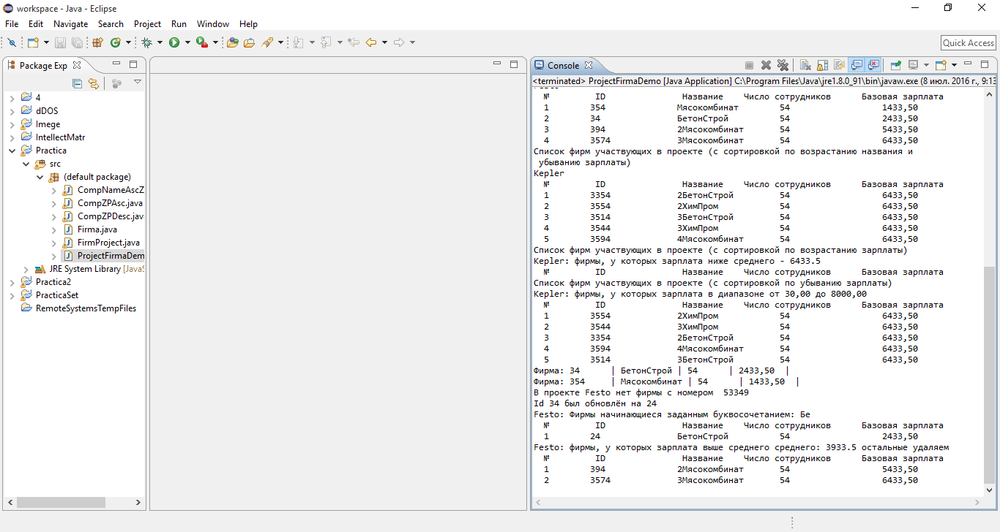 workspace - Java - Eclipse
File Edit Navigate Search Project Run Window Help
Quick Access
Package Exp
4
dDOS
Imege
IntellectMatr
Practica
src
(default package)
CompNameAscZ
CompZPAsc.java
CompZPDesc.jav
Firma.java
FirmProject.java
ProjectFirmaDem
JRE System Library [JavaS
Practica2
PracticaSet
RemoteSystemsTempFiles
Console
<terminated> ProjectFirmaDemo [Java Application] C:\Program Files\Java\jre1.8.0_91\bin\javaw.exe (8 июл. 2016 г., 9:13
№ ID Название Число сотрудников Базовая зарплата
1 354 Мясокомбинат 54 1433,50
2 34 БетонСтрой 54 2433,50
3 394 2Мясокомбинат 54 5433,50
4 3574 3Мясокомбинат 54 6433,50
Список фирм участвующих в проекте (с сортировкой по возрастанию названия и
убыванию зарплаты)
Kepler
№ ID Название Число сотрудников Базовая зарплата
1 3354 2БетонСтрой 54 6433,50
2 3554 2ХимПром 54 6433,50
3 3514 3БетонСтрой 54 6433,50
4 3544 3ХимПром 54 6433,50
5 3594 4Мясокомбинат 54 6433,50
Список фирм участвующих в проекте (с сортировкой по возрастанию зарплаты)
Kepler: фирмы, у которых зарплата ниже среднего - 6433.5
№ ID Название Число сотрудников Базовая зарплата
Список фирм участвующих в проекте (с сортировкой по убыванию зарплаты)
Kepler: фирмы, у которых зарплата в диапазоне от 30,00 до 8000,00
№ ID Название Число сотрудников Базовая зарплата
1 3554 2ХимПром 54 6433,50
2 3544 3ХимПром 54 6433,50
3 3354 2БетонСтрой 54 6433,50
4 3594 4Мясокомбинат 54 6433,50
5 3514 3БетонСтрой 54 6433,50
Фирма: 34 | БетонСтрой | 54 | 2433,50 |
Фирма: 354 | Мясокомбинат | 54 | 1433,50 |
В проекте Festo нет фирмы с номером 53349
Id 34 был обновлён на 24
Festo: Фирмы начинающиеся заданным буквосочетанием: Бе
№ ID Название Число сотрудников Базовая зарплата
1 24 БетонСтрой 54 2433,50
Festo: фирмы, у которых зарплата выше среднего среднего: 3933.5 остальные удаляем
№ ID Название Число сотрудников Базовая зарплата
1 394 2Мясокомбинат 54 5433,50
2 3574 3Мясокомбинат 54 6433,50